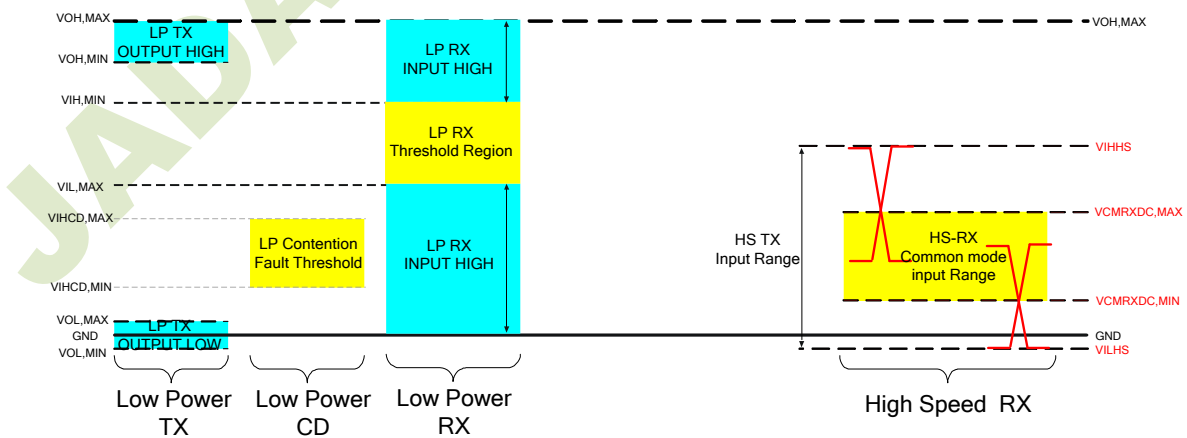 VOH,MAX
VOH,MIN
VIH,MIN
VIL,MAX
VIHCD,MAX
VIHCD,MIN
VOL,MAX
GND
VOL,MIN
LP TX
OUTPUT HIGH
LP TX
OUTPUT LOW
LP Contention
Fault Threshold
LP RX
INPUT HIGH
LP RX
Threshold Region
LP RX
INPUT HIGH
HS TX
Input Range
HS-RX
Common mode
input Range
VOH,MAX
VIHHS
VCMRXDC,MAX
VCMRXDC,MIN
GND
VILHS
Low Power
TX
Low Power
CD
Low Power
RX
High Speed RX
JADA